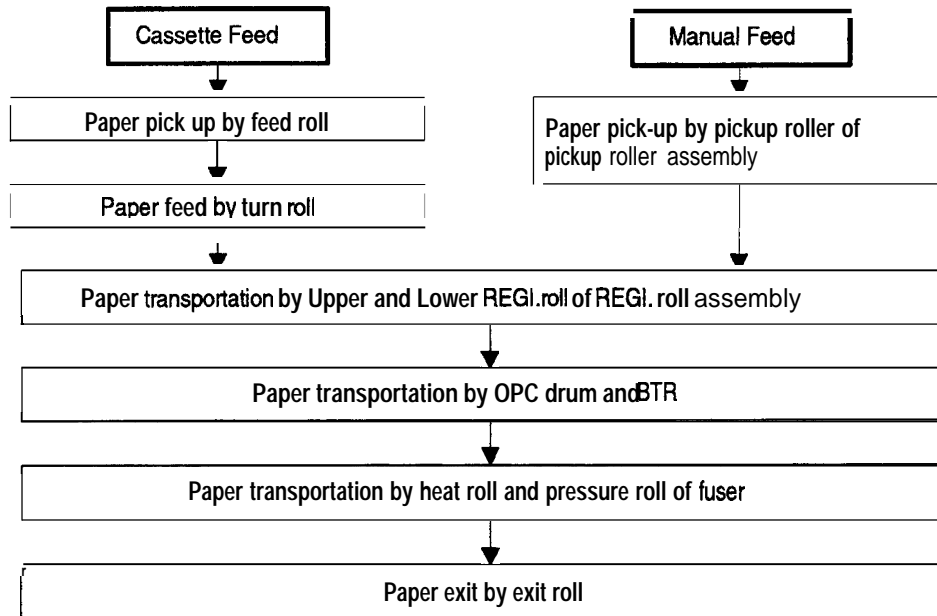 Cassette Feed
Manual Feed
Paper pick up by feed roll
Paper pick-up by pickup roller of
pickup roller assembly
Paper feed by turn roll
Paper transportation by Upper and Lower REGI.roll of REGI. roll assembly
Paper transportation by OPC drum and BTR
Paper transportation by heat roll and pressure roll of fuser
Paper exit by exit roll